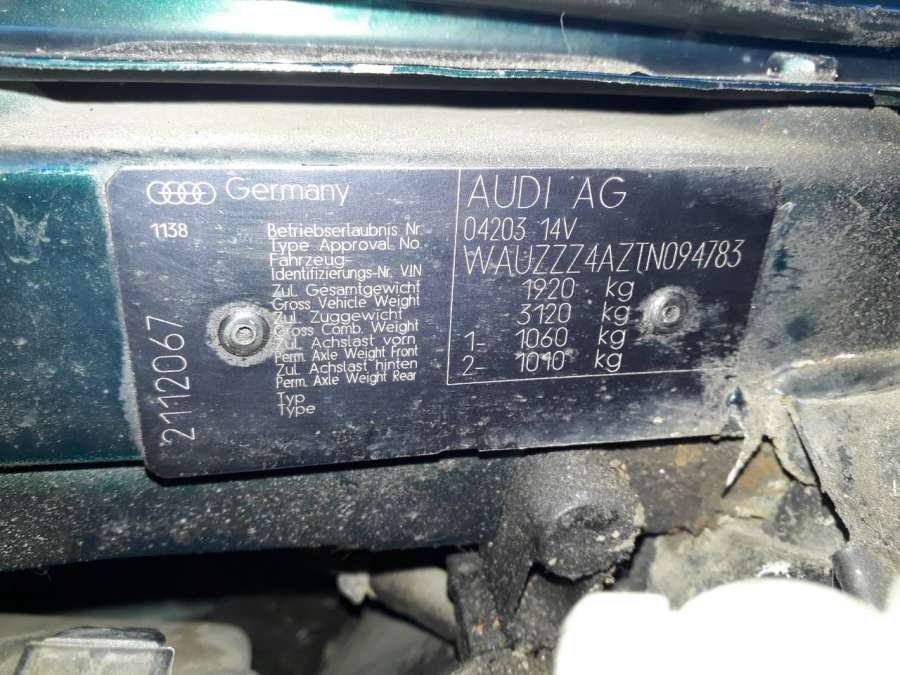 Germany
1138
Betriebserlaubnis Nr.
Type Approval No.
Fahrzeug-
Identifizierungs-Nr. VIN
Zul. Gesamtgewicht
Gross Vehicle Weight
Zul. Zuggewicht
Gross Comb. Weight
Zul. Achslast vorn
Perm. Axle Weight Front
Zul. Achslast hinten
Perm. Axle Weight Rear
Typ
Type
2112067
AUDI AG
04203 14V
WAUZZZ4AZTN094783
1920 kg
3120 kg
1- 1060 kg
2- 1010 kg